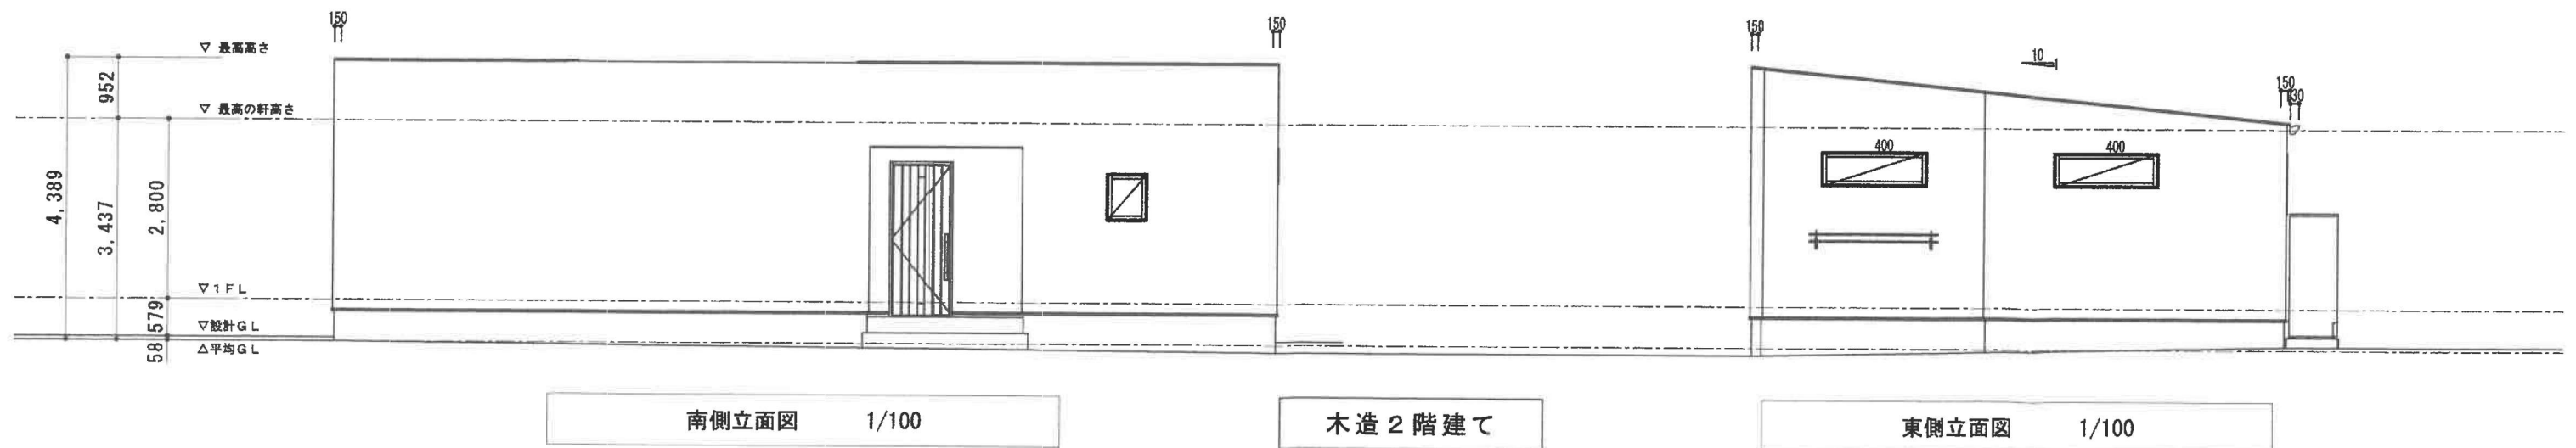 150
150
150
10
1
150
30
▽ 最高高さ
952
▽ 最高の軒高さ
400
400
4,389
3,437
2,800
▽1FL
579
▽設計GL
58
△平均GL
南側立面図 1/100
木造2階建て
東側立面図 1/100